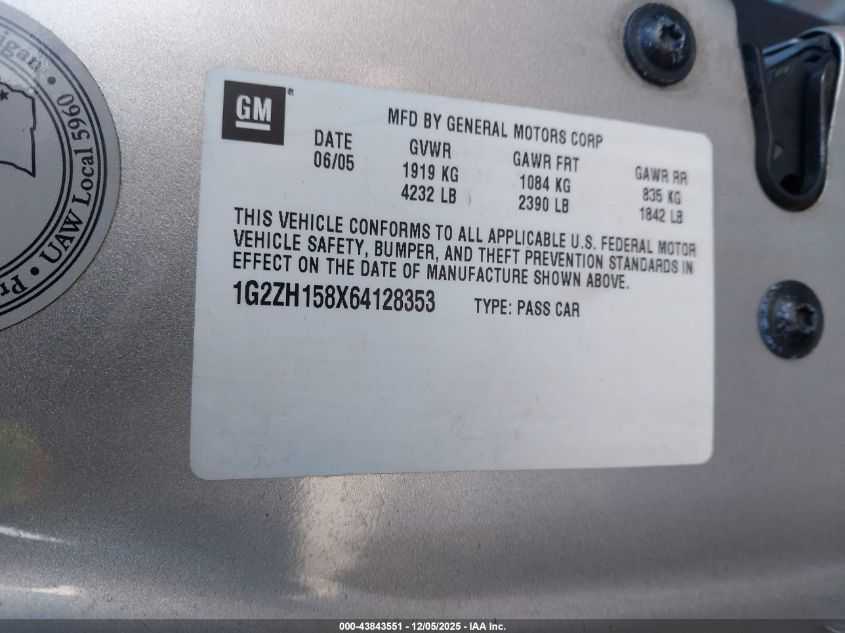 igan •
Pr
• UAW Local 5960
GM®
MFD BY GENERAL MOTORS CORP
DATE GVWR GAWR FRT GAWR RR
06/05 1919 KG 1084 KG 835 KG
4232 LB 2390 LB 1842 LB
THIS VEHICLE CONFORMS TO ALL APPLICABLE U.S. FEDERAL MOTOR
VEHICLE SAFETY, BUMPER, AND THEFT PREVENTION STANDARDS IN
EFFECT ON THE DATE OF MANUFACTURE SHOWN ABOVE.
1G2ZH158X64128353 TYPE: PASS CAR
000-43843551 - 12/05/2025 - IAA Inc.